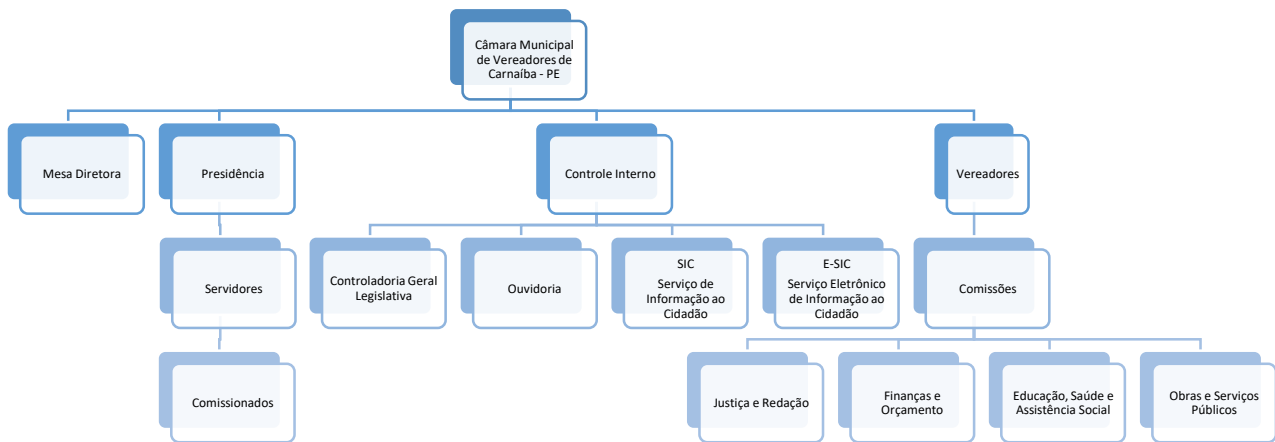 Câmara Municipal
de Vereadores de
Carnaíba - PE
Mesa Diretora
Presidência
Controle Interno
Vereadores
Servidores
Controladoria Geral
Legislativa
Ouvidoria
SIC
Serviço de
Informação ao
Cidadão
E-SIC
Serviço Eletrônico
de Informação ao
Cidadão
Comissões
Comissionados
Justiça e Redação
Finanças e
Orçamento
Educação, Saúde e
Assistência Social
Obras e Serviços
Públicos